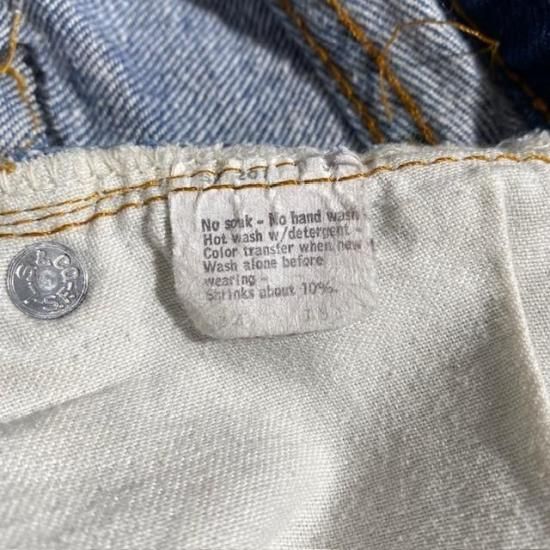 501
No soak - No hand wash -
Hot wash w/detergent -
Color transfer when new
Wash alone before
wearing -
Shrinks about 10%.